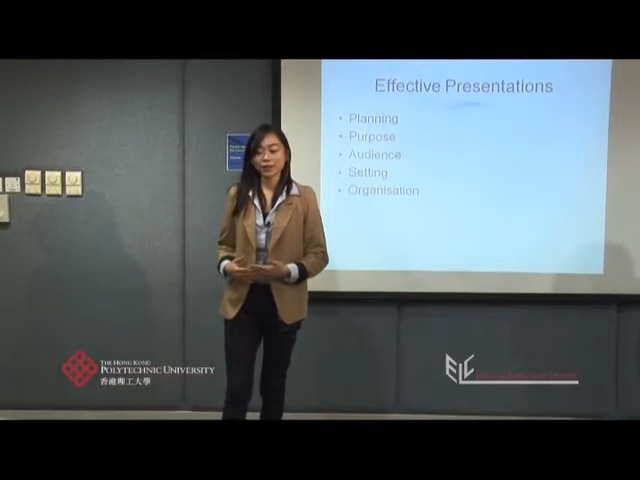 Effective Presentations
• Planning
• Purpose
• Audience
• Setting
• Organisation
THE HONG KONG
POLYTECHNIC UNIVERSITY
香港理工大學
ELC